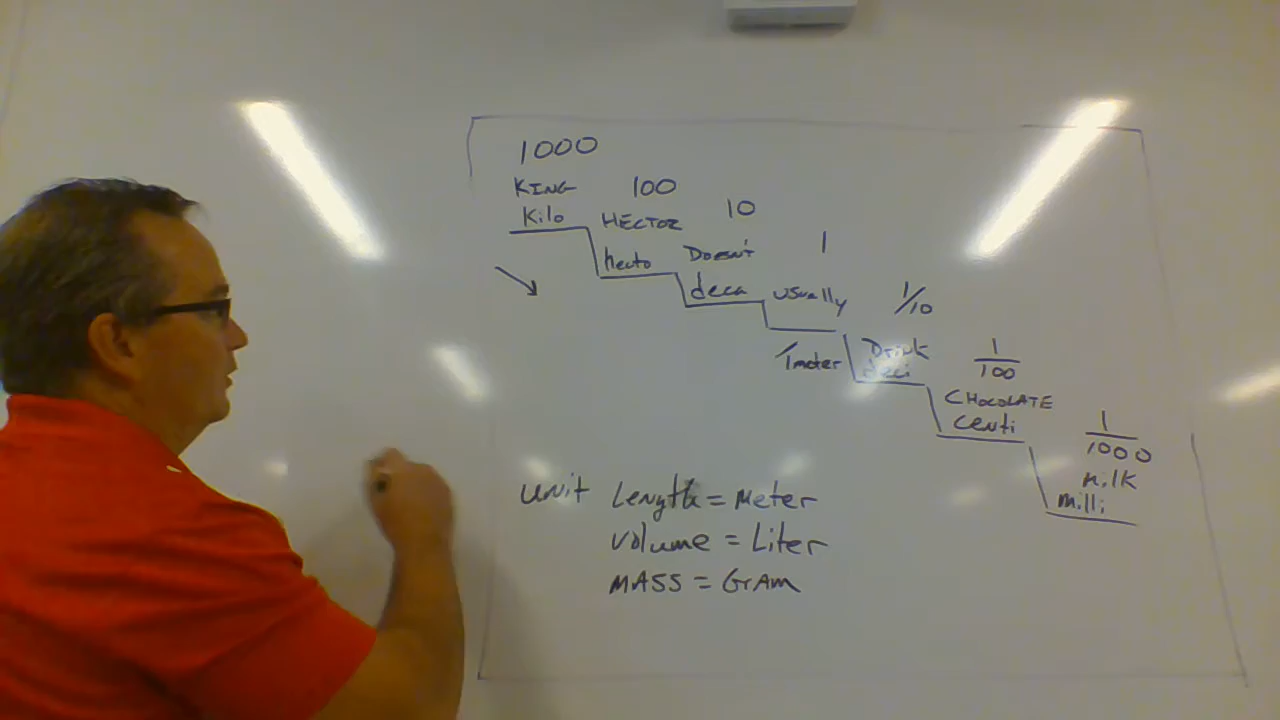 1000
KING
Kilo
100
HECTOR
hecto
10
DOESN'T
deca
1
usually
1 meter
1/10
Drink
deci
1/100
CHOCOLATE
centi
1/1000
milk
milli
unit Length = Meter
volume = Liter
MASS = GrAM